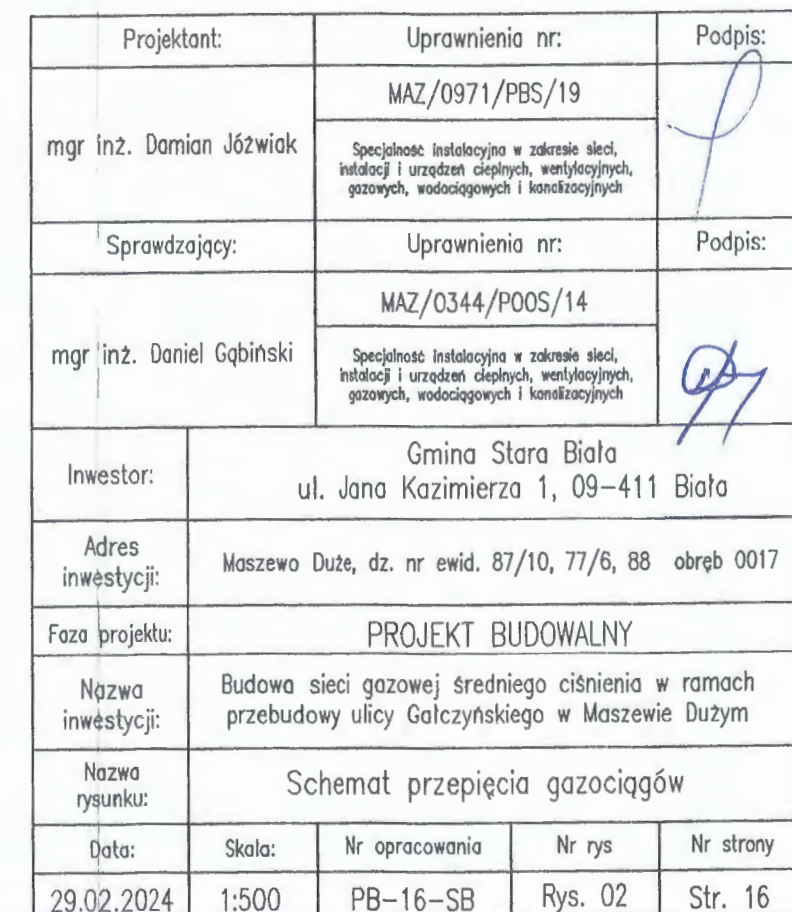 Projektant: Uprawnienia nr: Podpis:
mgr inż. Damian Jóźwiak
MAZ/0971/PBS/19
Specjalność instalacyjna w zakresie sieci,
instalacji i urządzeń cieplnych, wentylacyjnych,
gazowych, wodociągowych i kanalizacyjnych
Sprawdzający: Uprawnienia nr: Podpis:
mgr inż. Daniel Gąbiński
MAZ/0344/POOS/14
Specjalność instalacyjna w zakresie sieci,
instalacji i urządzeń cieplnych, wentylacyjnych,
gazowych, wodociągowych i kanalizacyjnych
Inwestor:
Gmina Stara Biała
ul. Jana Kazimierza 1, 09-411 Biała
Adres
inwestycji:
Maszewo Duże, dz. nr ewid. 87/10, 77/6, 88 obręb 0017
Faza projektu: PROJEKT BUDOWALNY
Nazwa
inwestycji:
Budowa sieci gazowej średniego ciśnienia w ramach
przebudowy ulicy Gałczyńskiego w Maszewie Dużym
Nazwa
rysunku:
Schemat przepięcia gazociągów
Data: Skala: Nr opracowania Nr rys Nr strony
29.02.2024 1:500 PB-16-SB Rys. 02 Str. 16